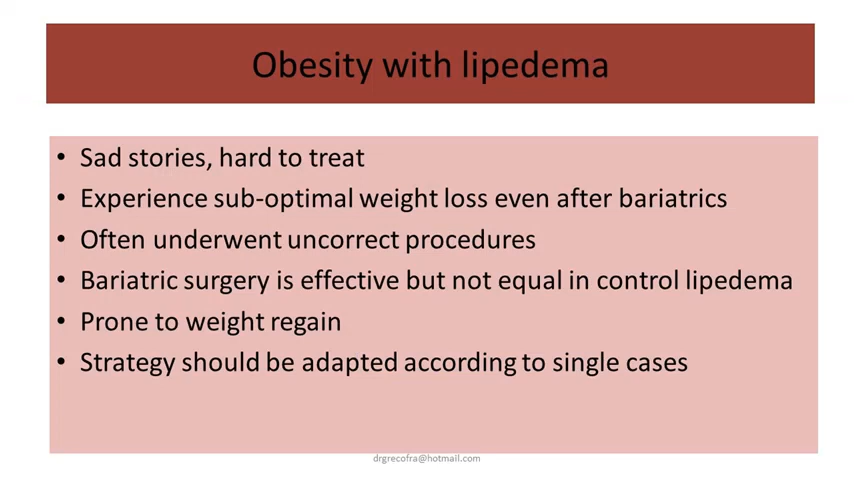 Obesity with lipedema
• Sad stories, hard to treat
• Experience sub-optimal weight loss even after bariatrics
• Often underwent uncorrect procedures
• Bariatric surgery is effective but not equal in control lipedema
• Prone to weight regain
• Strategy should be adapted according to single cases
drgrecofra@hotmail.com